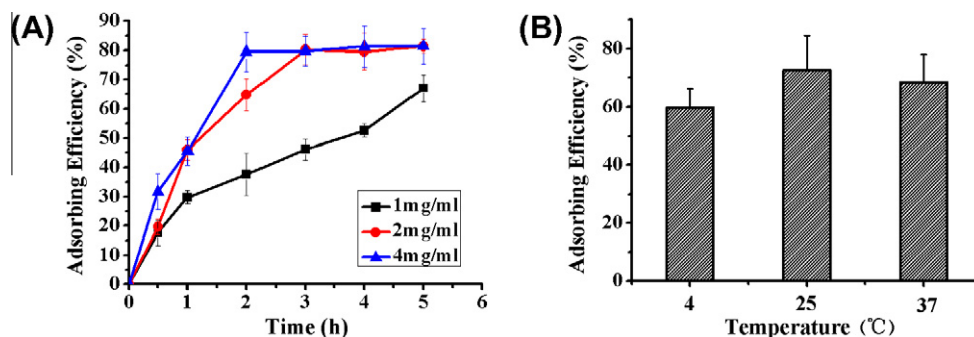 (A)
Adsorbing Efficiency (%)
90
80
70
60
50
40
30
20
10
0
0 1 2 3 4 5 6
Time (h)
1mg/ml
2mg/ml
4mg/ml
(B)
Adsorbing Efficiency (%)
80
60
40
20
0
4 25 37
Temperature (℃)